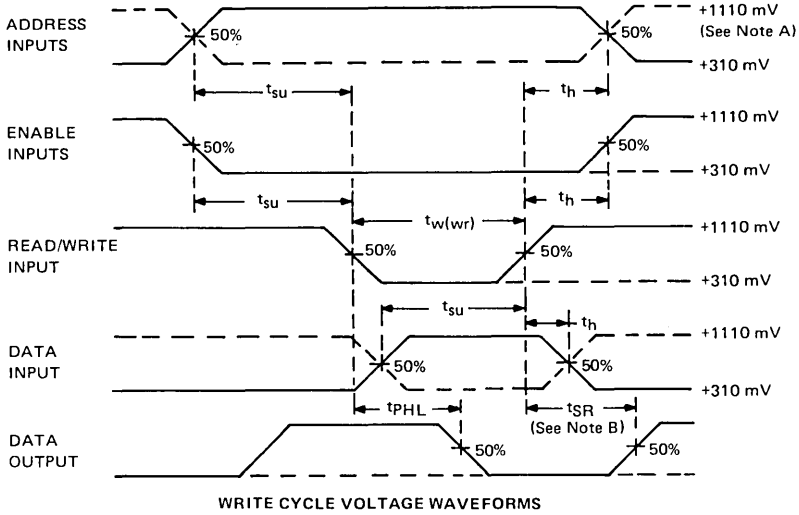 ADDRESS
INPUTS
50%
50%
+1110 mV
(See Note A)
+310 mV
tsu
th
ENABLE
INPUTS
50%
50%
+1110 mV
+310 mV
tsu
th
tw(wr)
READ/WRITE
INPUT
50%
50%
+1110 mV
+310 mV
tsu
th
DATA
INPUT
50%
50%
+1110 mV
+310 mV
tPHL
tSR
(See Note B)
DATA
OUTPUT
50%
50%
WRITE CYCLE VOLTAGE WAVEFORMS